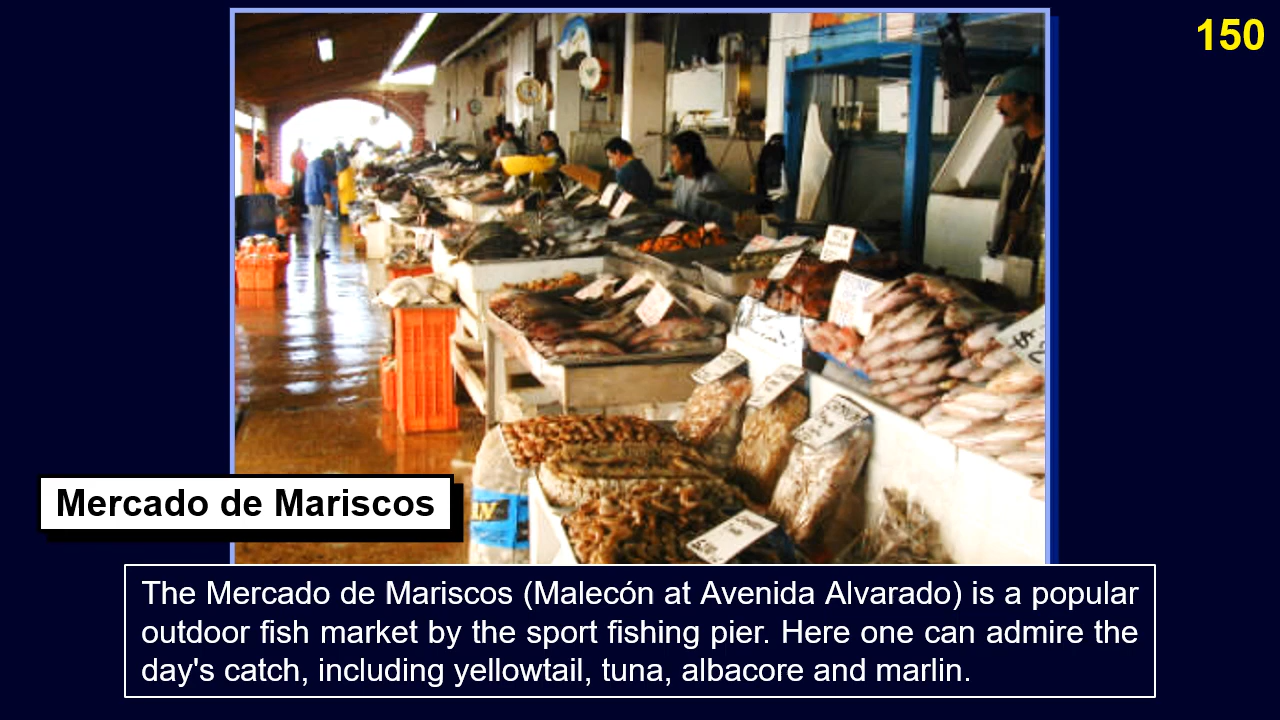 150
Mercado de Mariscos
The Mercado de Mariscos (Malecón at Avenida Alvarado) is a popular
outdoor fish market by the sport fishing pier. Here one can admire the
day's catch, including yellowtail, tuna, albacore and marlin.